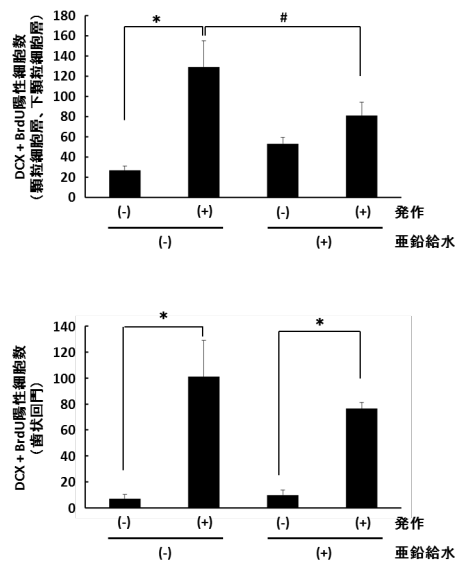 DCX + BrdU陽性細胞数
(顆粒細胞層、下顆粒細胞層)
180
160
140
120
100
80
60
40
20
0
*
#
(-) (+) (-) (+) 発作
(-) (+) 亜鉛給水
DCX + BrdU陽性細胞数
(歯状回門)
140
120
100
80
60
40
20
0
*
*
(-) (+) (-) (+) 発作
(-) (+) 亜鉛給水